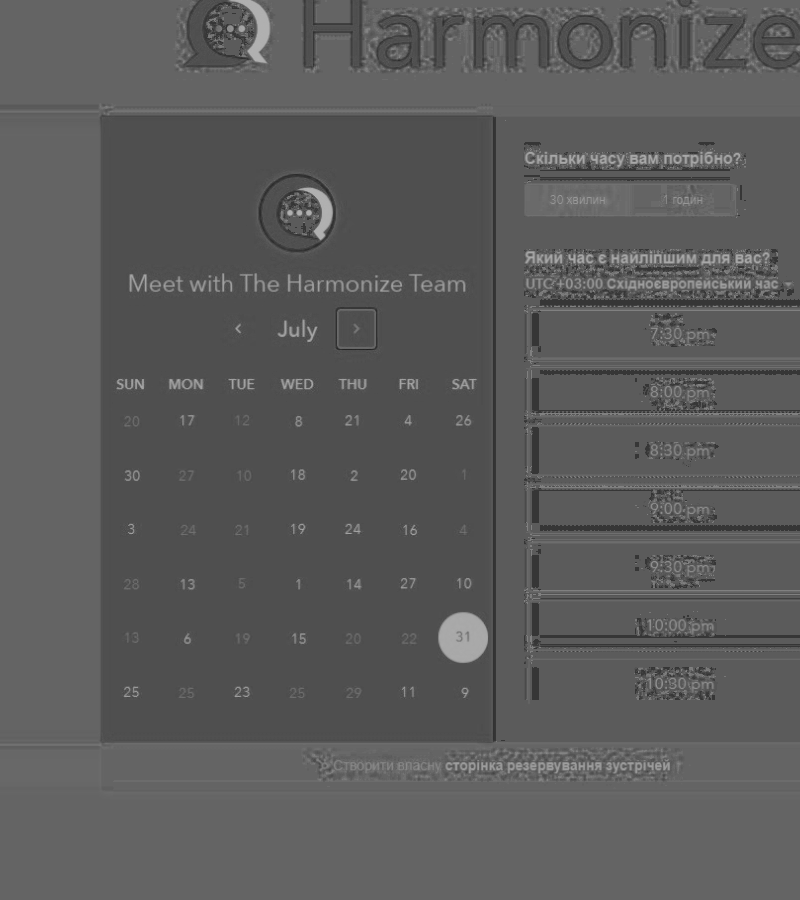 Harmonize
Meet with The Harmonize Team
July
SUN MON TUE WED THU FRI SAT
20 17 12 8 21 4 26
30 27 10 18 2 20 1
3 24 21 19 24 16 4
28 13 5 1 14 27 10
13 6 19 15 20 22 31
25 25 23 25 29 11 9
Скільки часу вам потрібно?
30 хвилин 1 годин
Який час є найліпшим для вас?
UTC +03:00 Східноєвропейський час
7:30 pm
8:00 pm
8:30 pm
9:00 pm
9:30 pm
10:00 pm
10:30 pm
Створити власну сторінка резервування зустрічей